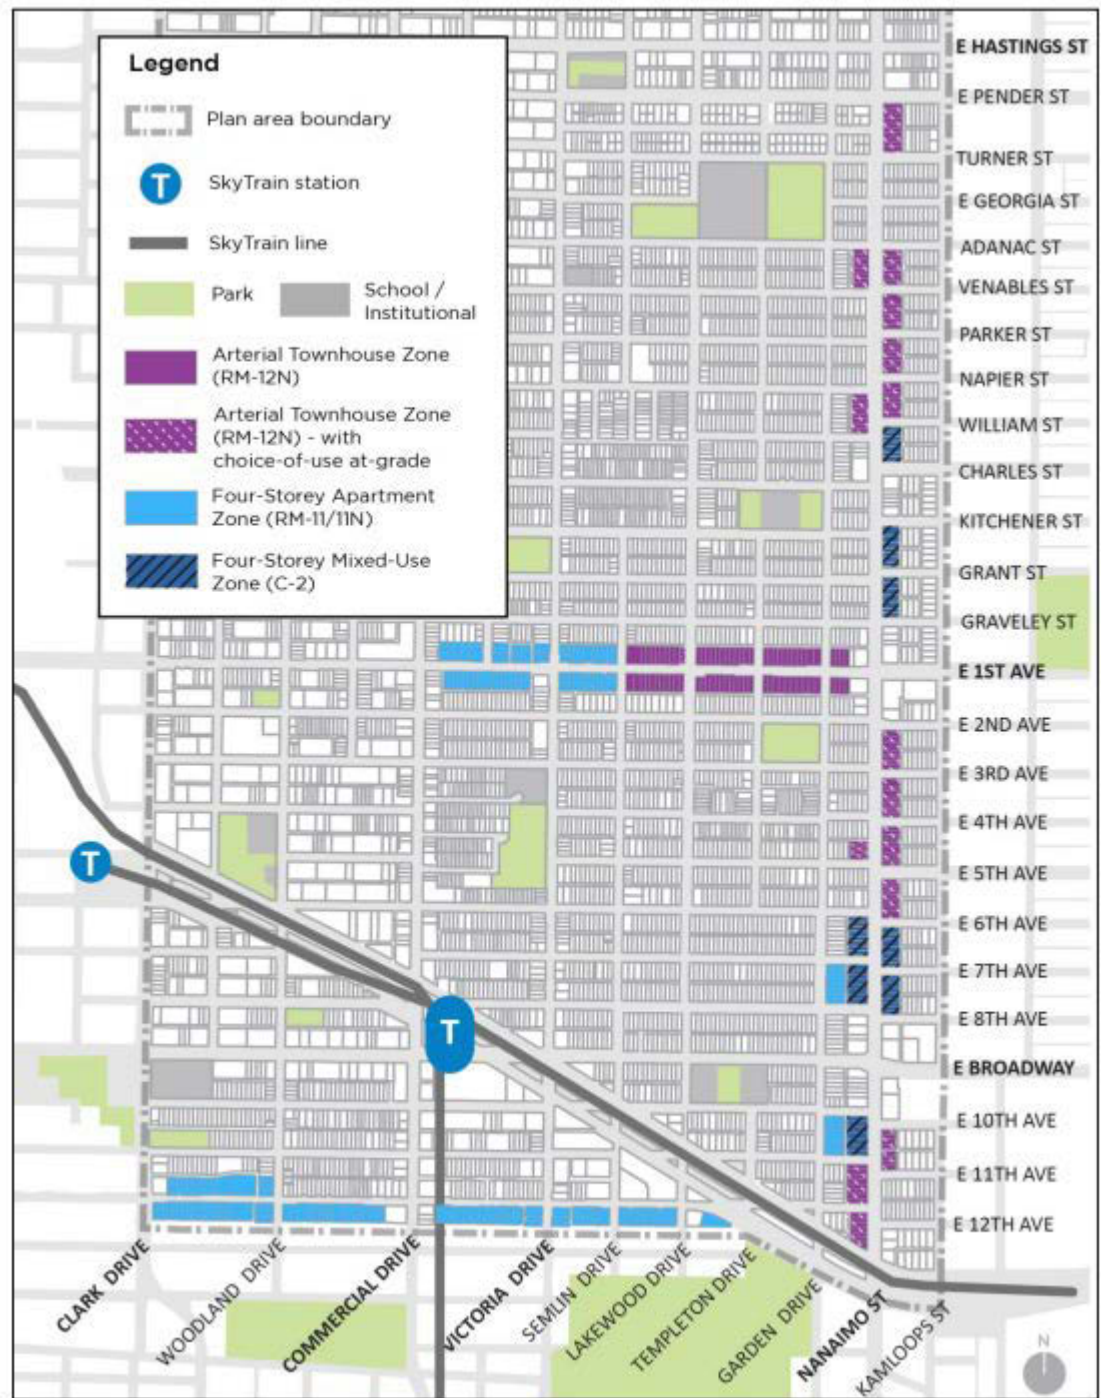 Legend
Plan area boundary
T
SkyTrain station
SkyTrain line
Park
School /
Institutional
Arterial Townhouse Zone
(RM-12N)
Arterial Townhouse Zone
(RM-12N) - with
choice-of-use at-grade
Four-Storey Apartment
Zone (RM-11/11N)
Four-Storey Mixed-Use
Zone (C-2)
E HASTINGS ST
E PENDER ST
TURNER ST
E GEORGIA ST
ADANAC ST
VENABLES ST
PARKER ST
NAPIER ST
WILLIAM ST
CHARLES ST
KITCHENER ST
GRANT ST
GRAVELEY ST
E 1ST AVE
E 2ND AVE
E 3RD AVE
E 4TH AVE
T
E 5TH AVE
E 6TH AVE
E 7TH AVE
E 8TH AVE
T
E BROADWAY
E 10TH AVE
E 11TH AVE
E 12TH AVE
CLARK DRIVE
WOODLAND DRIVE
COMMERCIAL DRIVE
VICTORIA DRIVE
SEMLIN DRIVE
LAKEWOOD DRIVE
TEMPLETON DRIVE
GARDEN DRIVE
NANAIMO ST
KAMLOOPS ST
N